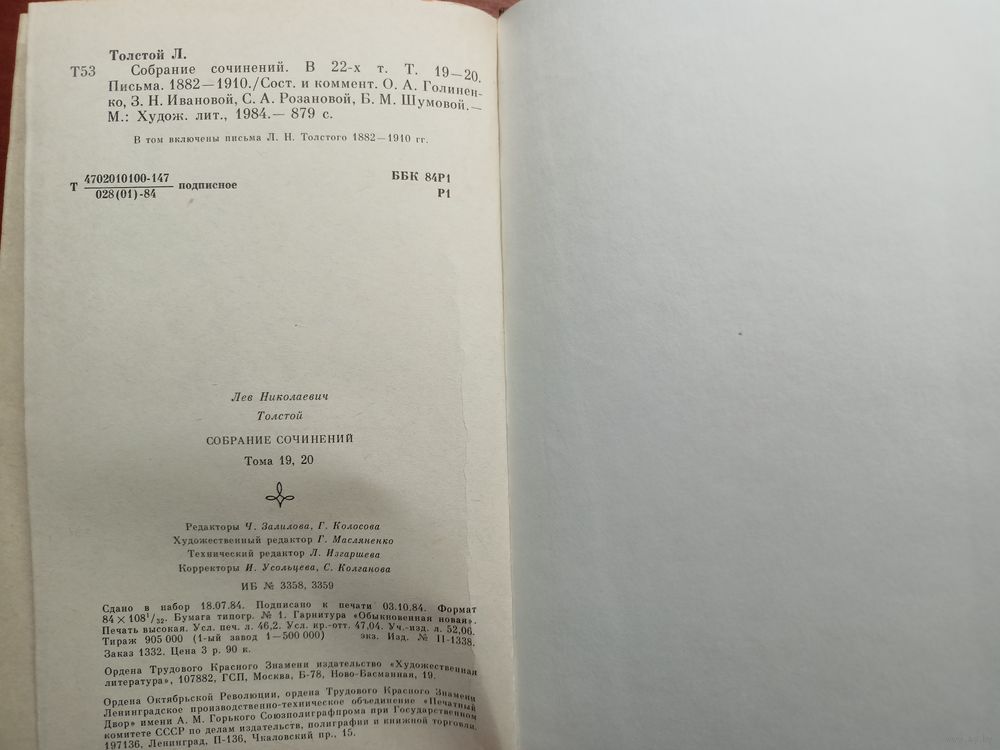 Толстой Л.
Т53 Собрание сочинений. В 22-х т. Т. 19—20.
Письма. 1882—1910./Сост. и коммент. О. А. Голинен-
ко, З. Н. Ивановой, С. А. Розановой, Б. М. Шумовой.—
М.: Худож. лит., 1984.— 879 с.
В том включены письма Л. Н. Толстого 1882—1910 гг.
Т 4702010100-147 подписное
028(01)-84
ББК 84Р1
Р1
Лев Николаевич
Толстой
СОБРАНИЕ СОЧИНЕНИЙ
Тома 19, 20
Редакторы Ч. Залилова, Г. Колосова
Художественный редактор Г. Масляненко
Технический редактор Л. Изгаршева
Корректоры И. Усольцева, С. Колганова
ИБ № 3358, 3359
Сдано в набор 18.07.84. Подписано к печати 03.10.84. Формат
84×108¹/₃₂. Бумага типогр. № 1. Гарнитура «Обыкновенная новая».
Печать высокая. Усл. печ. л. 46,2. Усл. кр.-отт. 47,04. Уч.-изд. л. 52,06.
Тираж 905 000 (1-ый завод 1—500 000) экз. Изд. № II-1338.
Заказ 1332. Цена 3 р. 90 к.
Ордена Трудового Красного Знамени издательство «Художественная
литература», 107882, ГСП, Москва, Б-78, Ново-Басманная, 19.
Ордена Октябрьской Революции, ордена Трудового Красного Знамени
Ленинградское производственно-техническое объединение «Печатный
Двор» имени А. М. Горького Союзполиграфпрома при Государственном
комитете СССР по делам издательств, полиграфии и книжной торговли.
197136, Ленинград, П-136, Чкаловский пр., 15.